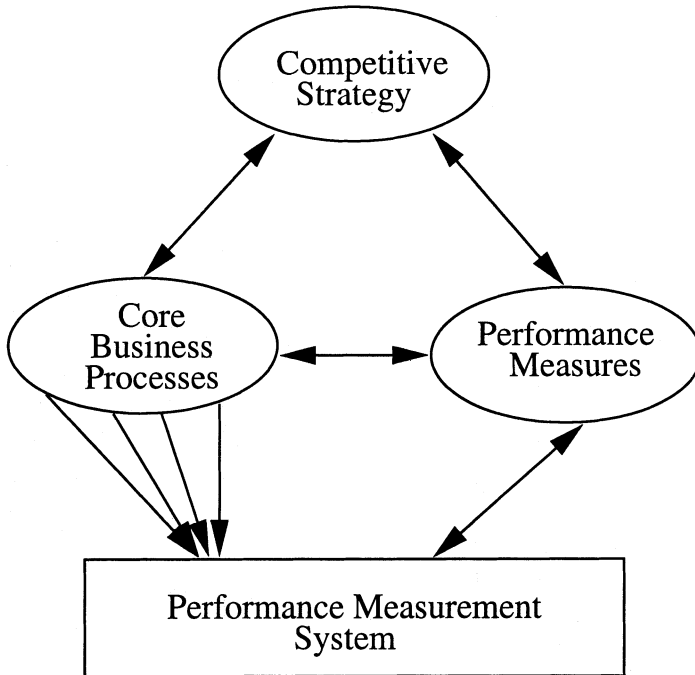 Competitive
Strategy
Core
Business
Processes
Performance
Measures
Performance Measurement
System